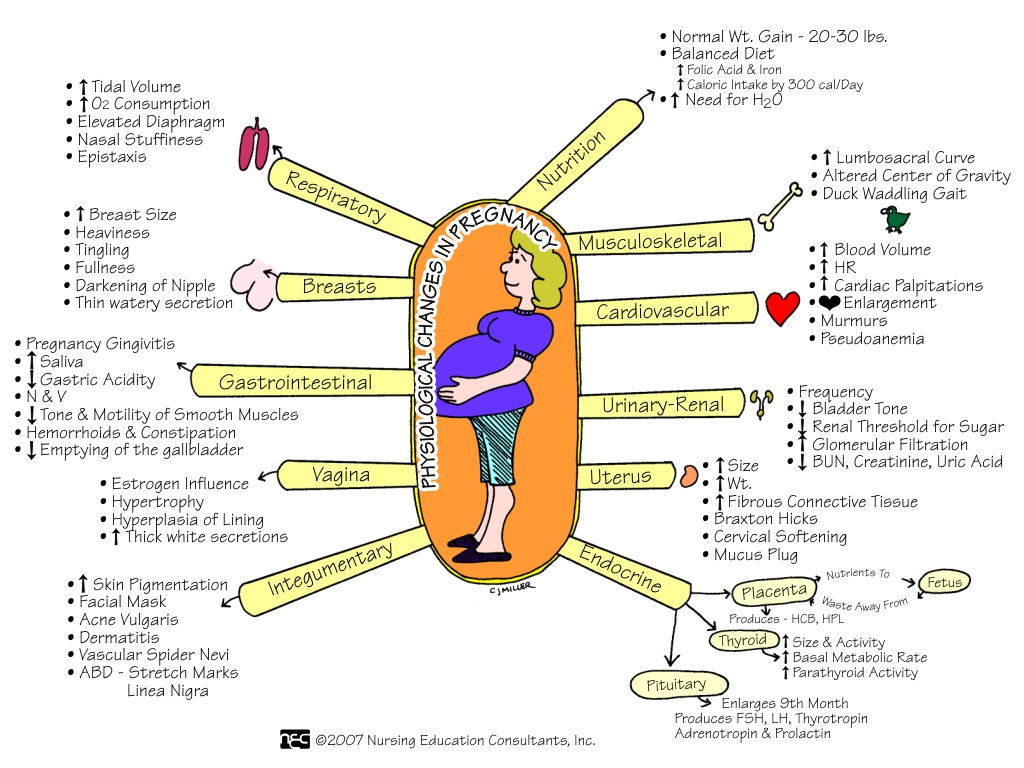 PHYSIOLOGICAL CHANGES IN PREGNANCY
Nutrition
• Normal Wt. Gain - 20-30 lbs.
• Balanced Diet
↑ Folic Acid & Iron
↑ Caloric Intake by 300 cal/Day
• ↑ Need for H2O
Respiratory
• ↑ Tidal Volume
• ↑ O2 Consumption
• Elevated Diaphragm
• Nasal Stuffiness
• Epistaxis
Musculoskeletal
• ↑ Lumbosacral Curve
• Altered Center of Gravity
• Duck Waddling Gait
Breasts
• ↑ Breast Size
• Heaviness
• Tingling
• Fullness
• Darkening of Nipple
• Thin watery secretion
Cardiovascular
• ↑ Blood Volume
• ↑ HR
• ↑ Cardiac Palpitations
• ♥ Enlargement
• Murmurs
• Pseudoanemia
Gastrointestinal
• Pregnancy Gingivitis
• ↑ Saliva
• ↓ Gastric Acidity
• N & V
• ↓ Tone & Motility of Smooth Muscles
• Hemorrhoids & Constipation
• ↓ Emptying of the gallbladder
Urinary-Renal
• Frequency
• ↓ Bladder Tone
• ↓ Renal Threshold for Sugar
• ↑ Glomerular Filtration
• ↓ BUN, Creatinine, Uric Acid
Vagina
• Estrogen Influence
• Hypertrophy
• Hyperplasia of Lining
• ↑ Thick white secretions
Uterus
• ↑ Size
• ↑ Wt.
• ↑ Fibrous Connective Tissue
• Braxton Hicks
• Cervical Softening
• Mucus Plug
Integumentary
• ↑ Skin Pigmentation
• Facial Mask
• Acne Vulgaris
• Dermatitis
• Vascular Spider Nevi
• ABD - Stretch Marks
Linea Nigra
Endocrine
Placenta
Nutrients To
Fetus
Waste Away From
Produces - HCB, HPL
Thyroid
↑ Size & Activity
↑ Basal Metabolic Rate
↑ Parathyroid Activity
Pituitary
Enlarges 9th Month
Produces FSH, LH, Thyrotropin
Adrenotropin & Prolactin
CJMILLER
NEC ©2007 Nursing Education Consultants, Inc.